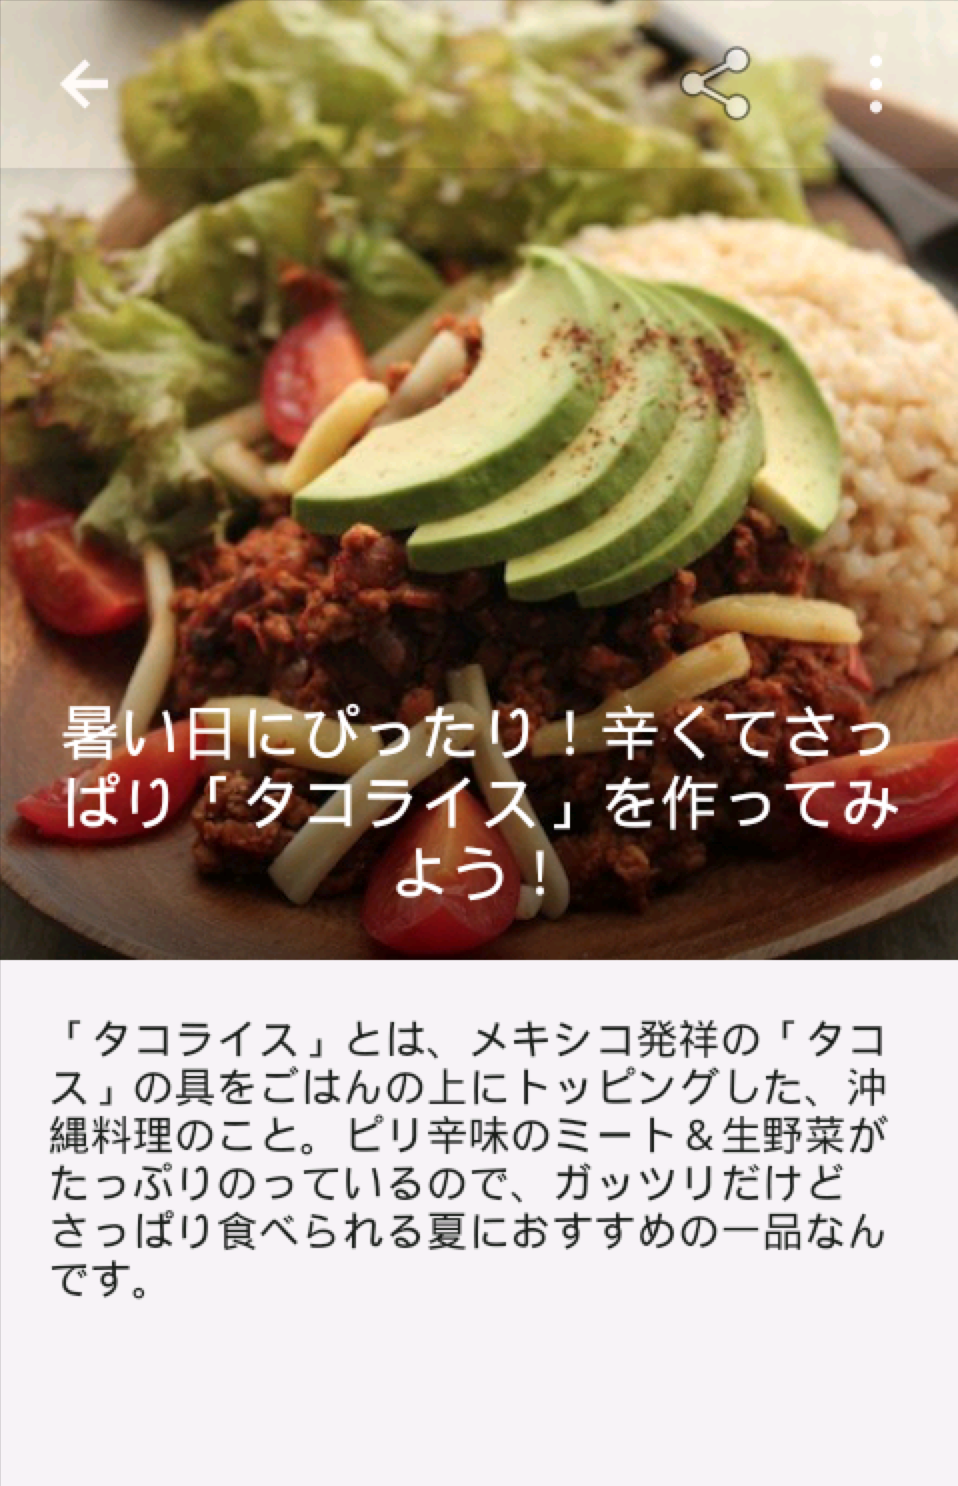 暑い日にぴったり！辛くてさっ
ぱり「タコライス」を作ってみ
よう！
「タコライス」とは、メキシコ発祥の「タコ
ス」の具をごはんの上にトッピングした、沖
縄料理のこと。ピリ辛味のミート＆生野菜が
たっぷりのっているので、ガッツリだけど
さっぱり食べられる夏におすすめの一品なん
です。